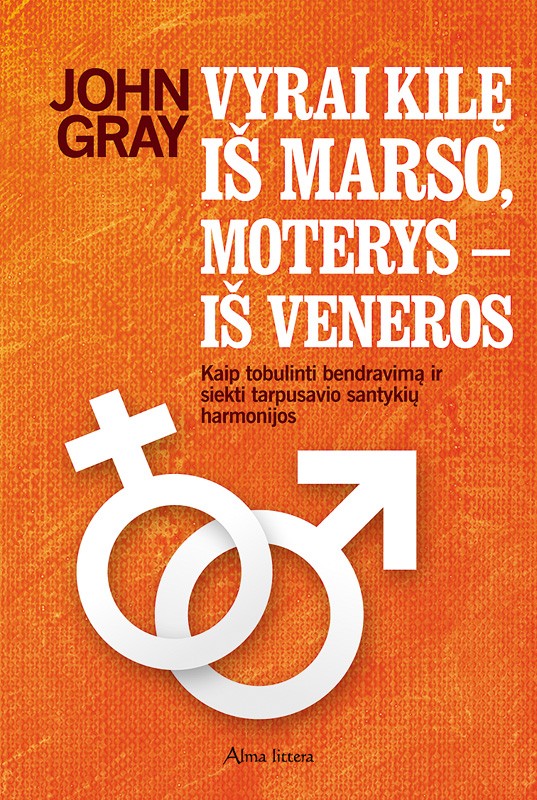 JOHN
GRAY
VYRAI KILĘ
IŠ MARSO,
MOTERYS –
IŠ VENEROS
Kaip tobulinti bendravimą ir
siekti tarpusavio santykių
harmonijos
Alma littera